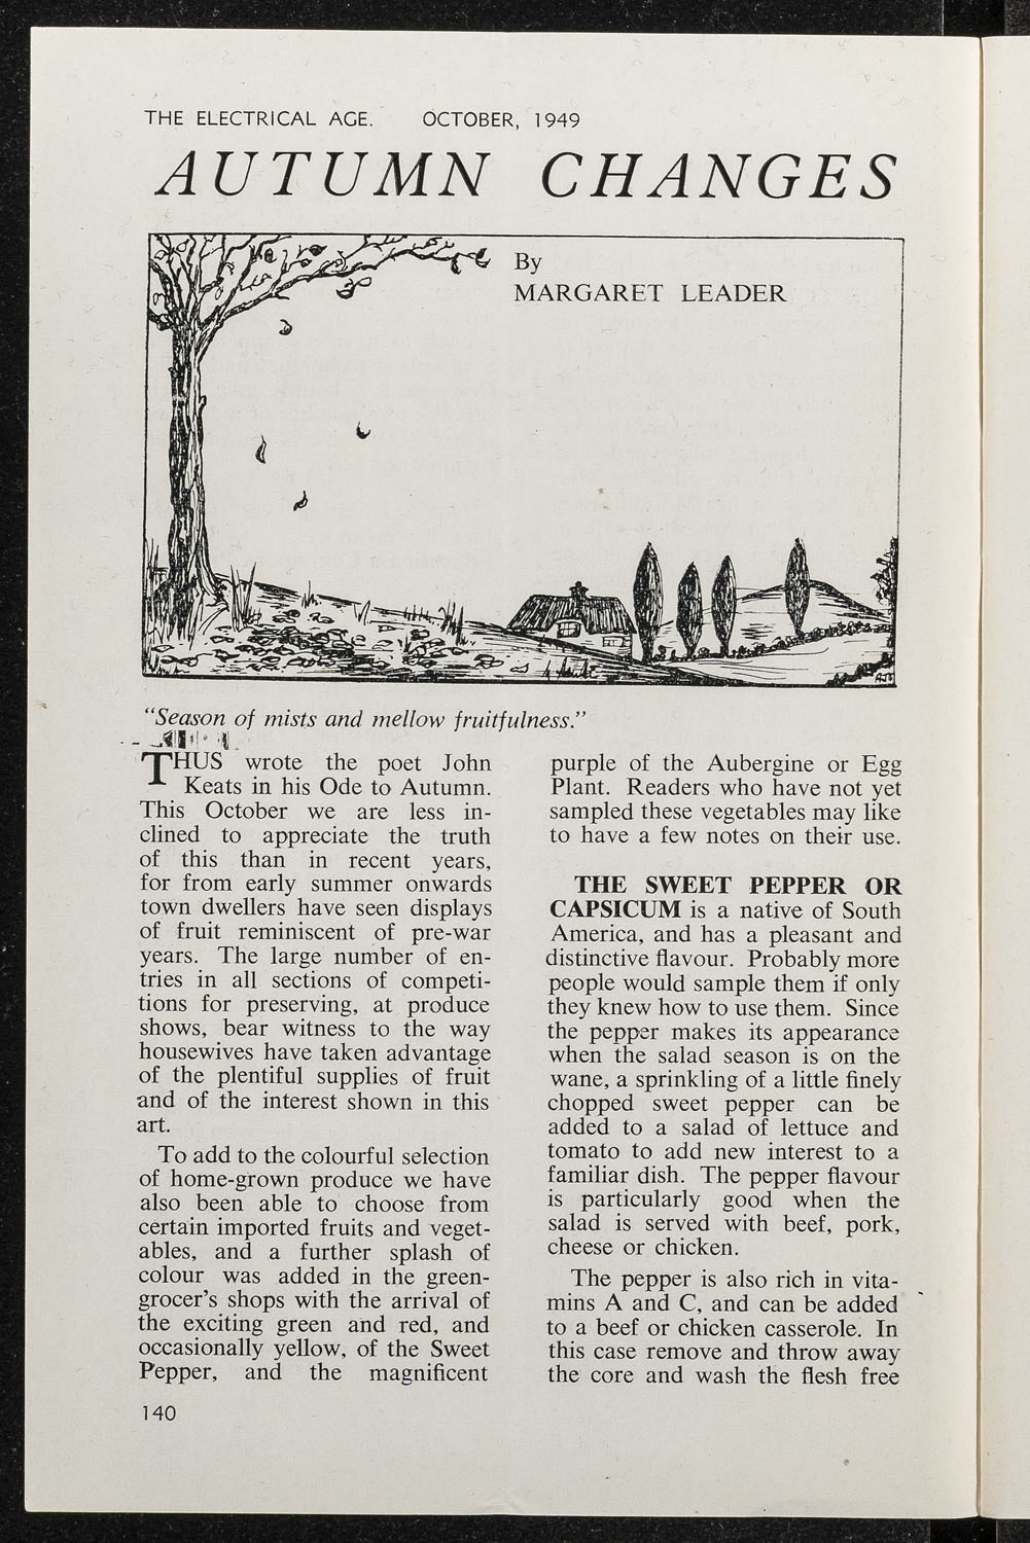 THE ELECTRICAL AGE. OCTOBER, 1949
AUTUMN CHANGES
By
MARGARET LEADER
"Season of mists and mellow fruitfulness."
THUS wrote the poet John
Keats in his Ode to Autumn.
This October we are less in-
clined to appreciate the truth
of this than in recent years,
for from early summer onwards
town dwellers have seen displays
of fruit reminiscent of pre-war
years. The large number of en-
tries in all sections of competi-
tions for preserving, at produce
shows, bear witness to the way
housewives have taken advantage
of the plentiful supplies of fruit
and of the interest shown in this
art.
To add to the colourful selection
of home-grown produce we have
also been able to choose from
certain imported fruits and veget-
ables, and a further splash of
colour was added in the green-
grocer's shops with the arrival of
the exciting green and red, and
occasionally yellow, of the Sweet
Pepper, and the magnificent
purple of the Aubergine or Egg
Plant. Readers who have not yet
sampled these vegetables may like
to have a few notes on their use.
THE SWEET PEPPER OR
CAPSICUM is a native of South
America, and has a pleasant and
distinctive flavour. Probably more
people would sample them if only
they knew how to use them. Since
the pepper makes its appearance
when the salad season is on the
wane, a sprinkling of a little finely
chopped sweet pepper can be
added to a salad of lettuce and
tomato to add new interest to a
familiar dish. The pepper flavour
is particularly good when the
salad is served with beef, pork,
cheese or chicken.
The pepper is also rich in vita-
mins A and C, and can be added
to a beef or chicken casserole. In
this case remove and throw away
the core and wash the flesh free
140